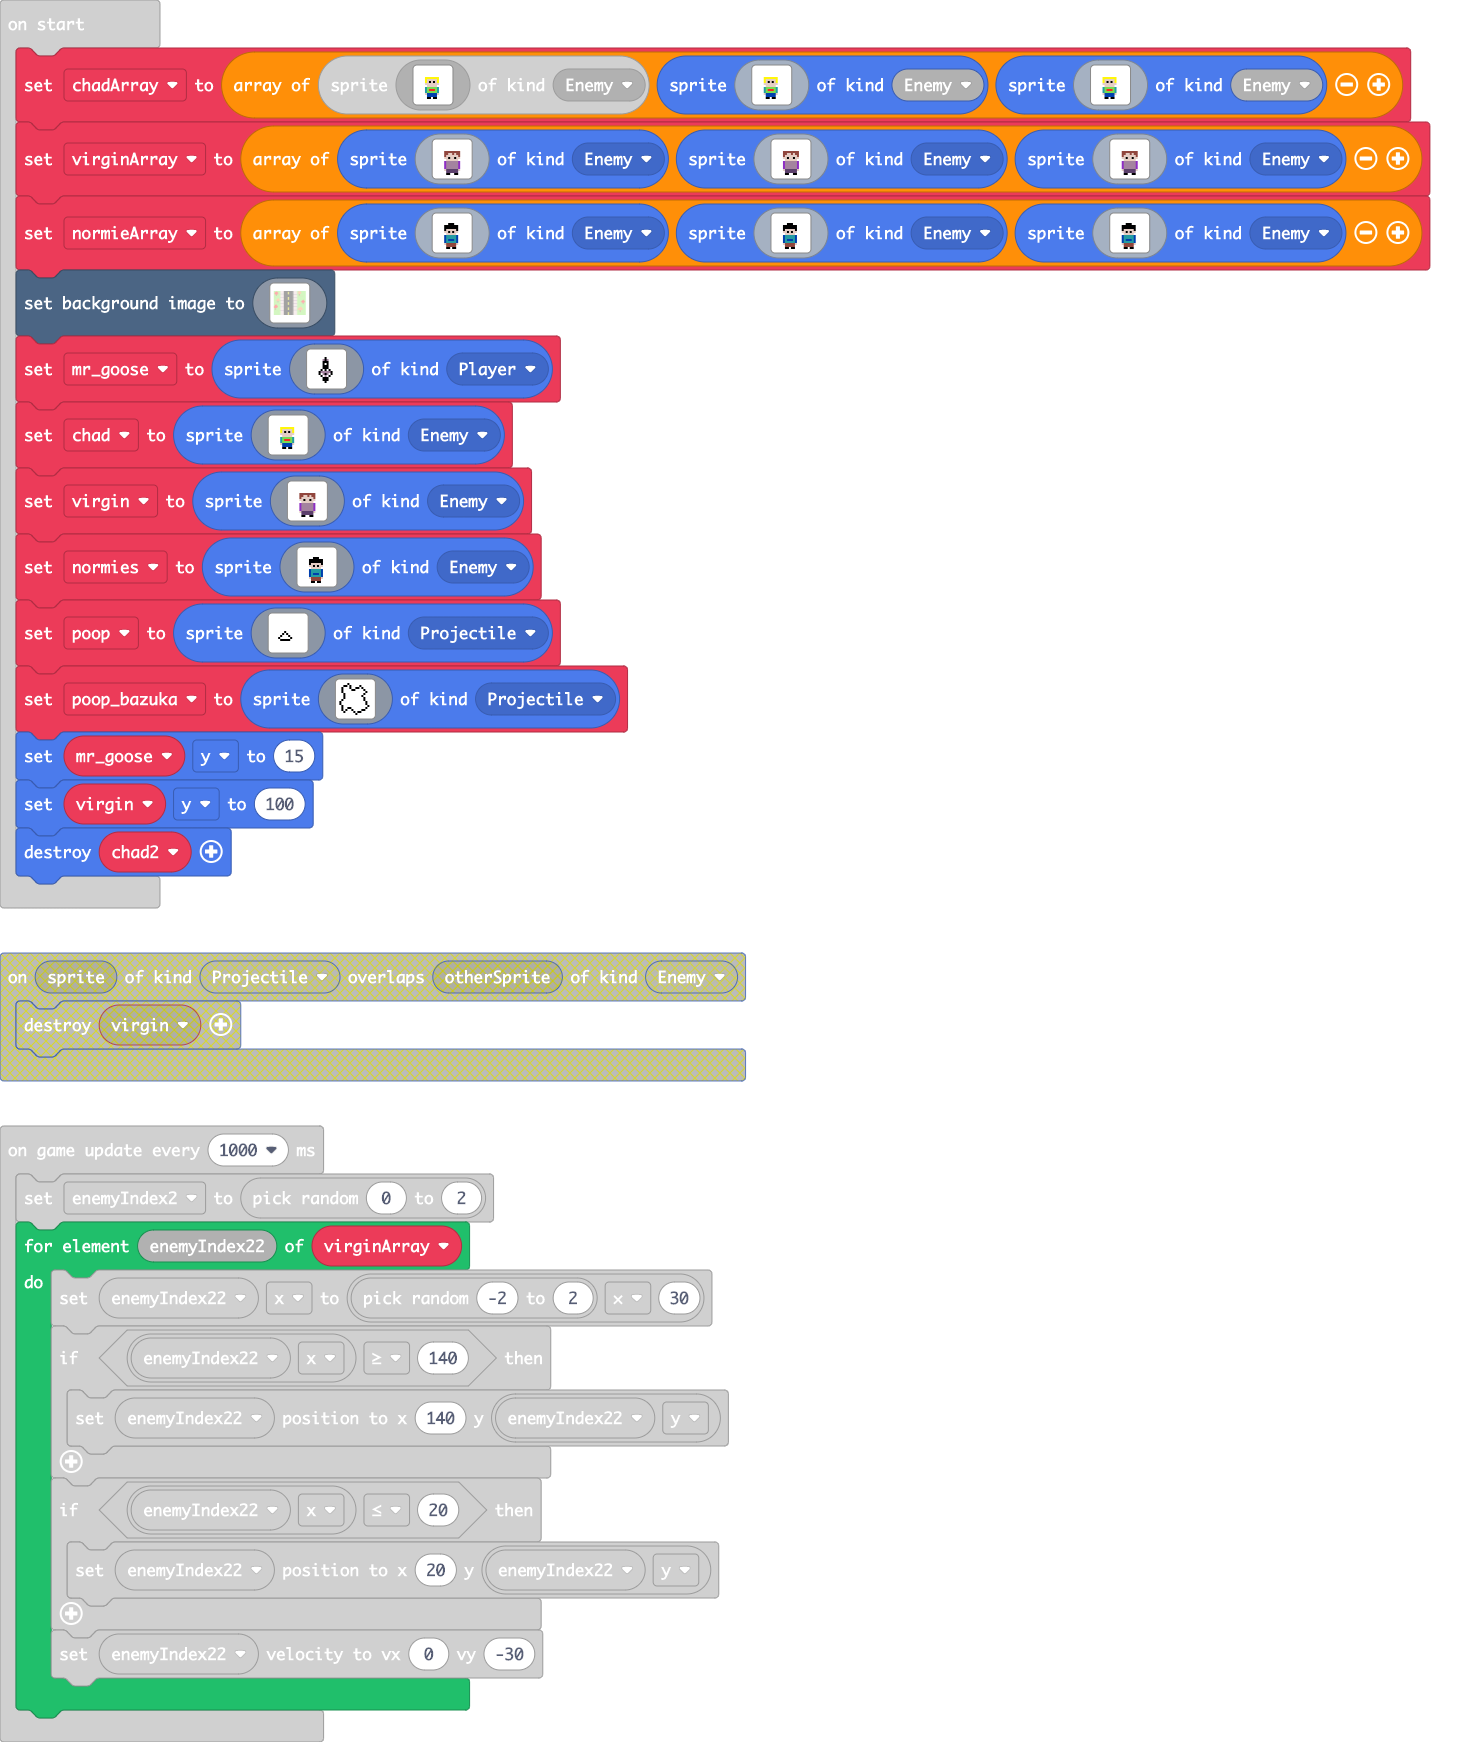 on start
set chadArray to array of sprite of kind Enemy sprite of kind Enemy sprite of kind Enemy
set virginArray to array of sprite of kind Enemy sprite of kind Enemy sprite of kind Enemy
set normieArray to array of sprite of kind Enemy sprite of kind Enemy sprite of kind Enemy
set background image to
set mr_goose to sprite of kind Player
set chad to sprite of kind Enemy
set virgin to sprite of kind Enemy
set normies to sprite of kind Enemy
set poop to sprite of kind Projectile
set poop_bazuka to sprite of kind Projectile
set mr_goose y to 15
set virgin y to 100
destroy chad2
on sprite of kind Projectile overlaps otherSprite of kind Enemy
destroy virgin
on game update every 1000 ms
set enemyIndex2 to pick random 0 to 2
for element enemyIndex22 of virginArray
do
set enemyIndex22 x to pick random -2 to 2 x 30
if enemyIndex22 x ≥ 140 then
set enemyIndex22 position to x 140 y enemyIndex22 y
if enemyIndex22 x ≤ 20 then
set enemyIndex22 position to x 20 y enemyIndex22 y
set enemyIndex22 velocity to vx 0 vy -30